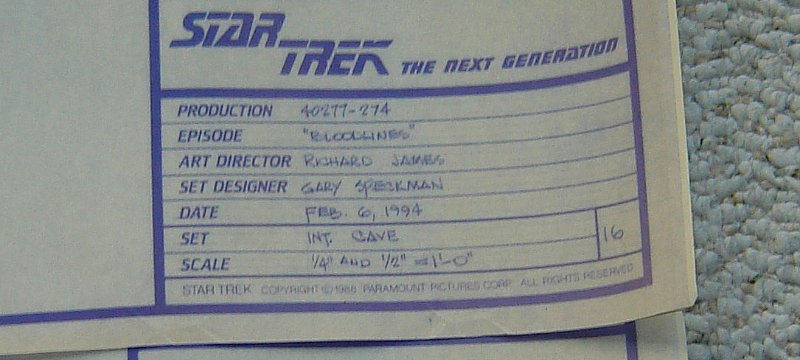 STAR TREK THE NEXT GENERATION
PRODUCTION 40277-274
EPISODE "BLOODLINES"
ART DIRECTOR RICHARD JAMES
SET DESIGNER GARY SPECKMAN
DATE FEB. 6, 1994
SET INT. CAVE 16
SCALE 1/4" AND 1/2" = 1'-0"
STAR TREK COPYRIGHT ©1988 PARAMOUNT PICTURES CORP. ALL RIGHTS RESERVED